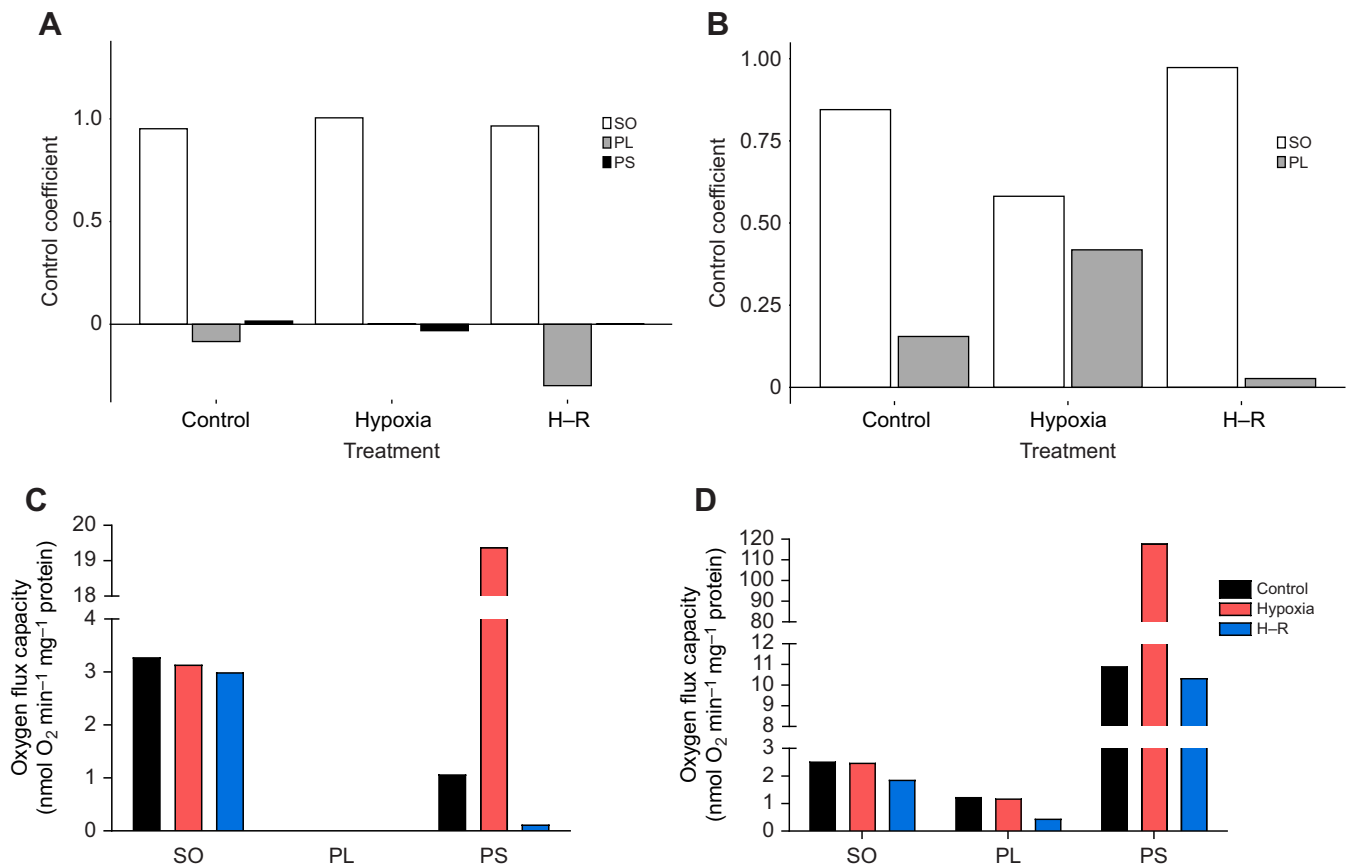 A
Control coefficient
1.0
0.5
0
SO
PL
PS
Control Hypoxia H–R
Treatment
B
Control coefficient
1.00
0.75
0.50
0.25
0
SO
PL
Control Hypoxia H–R
Treatment
C
Oxygen flux capacity
(nmol O₂ min⁻¹ mg⁻¹ protein)
20
19
18
4
3
2
1
0
SO PL PS
D
Oxygen flux capacity
(nmol O₂ min⁻¹ mg⁻¹ protein)
120
110
100
90
80
12
11
10
9
8
3
2
1
0
SO PL PS
Control
Hypoxia
H–R